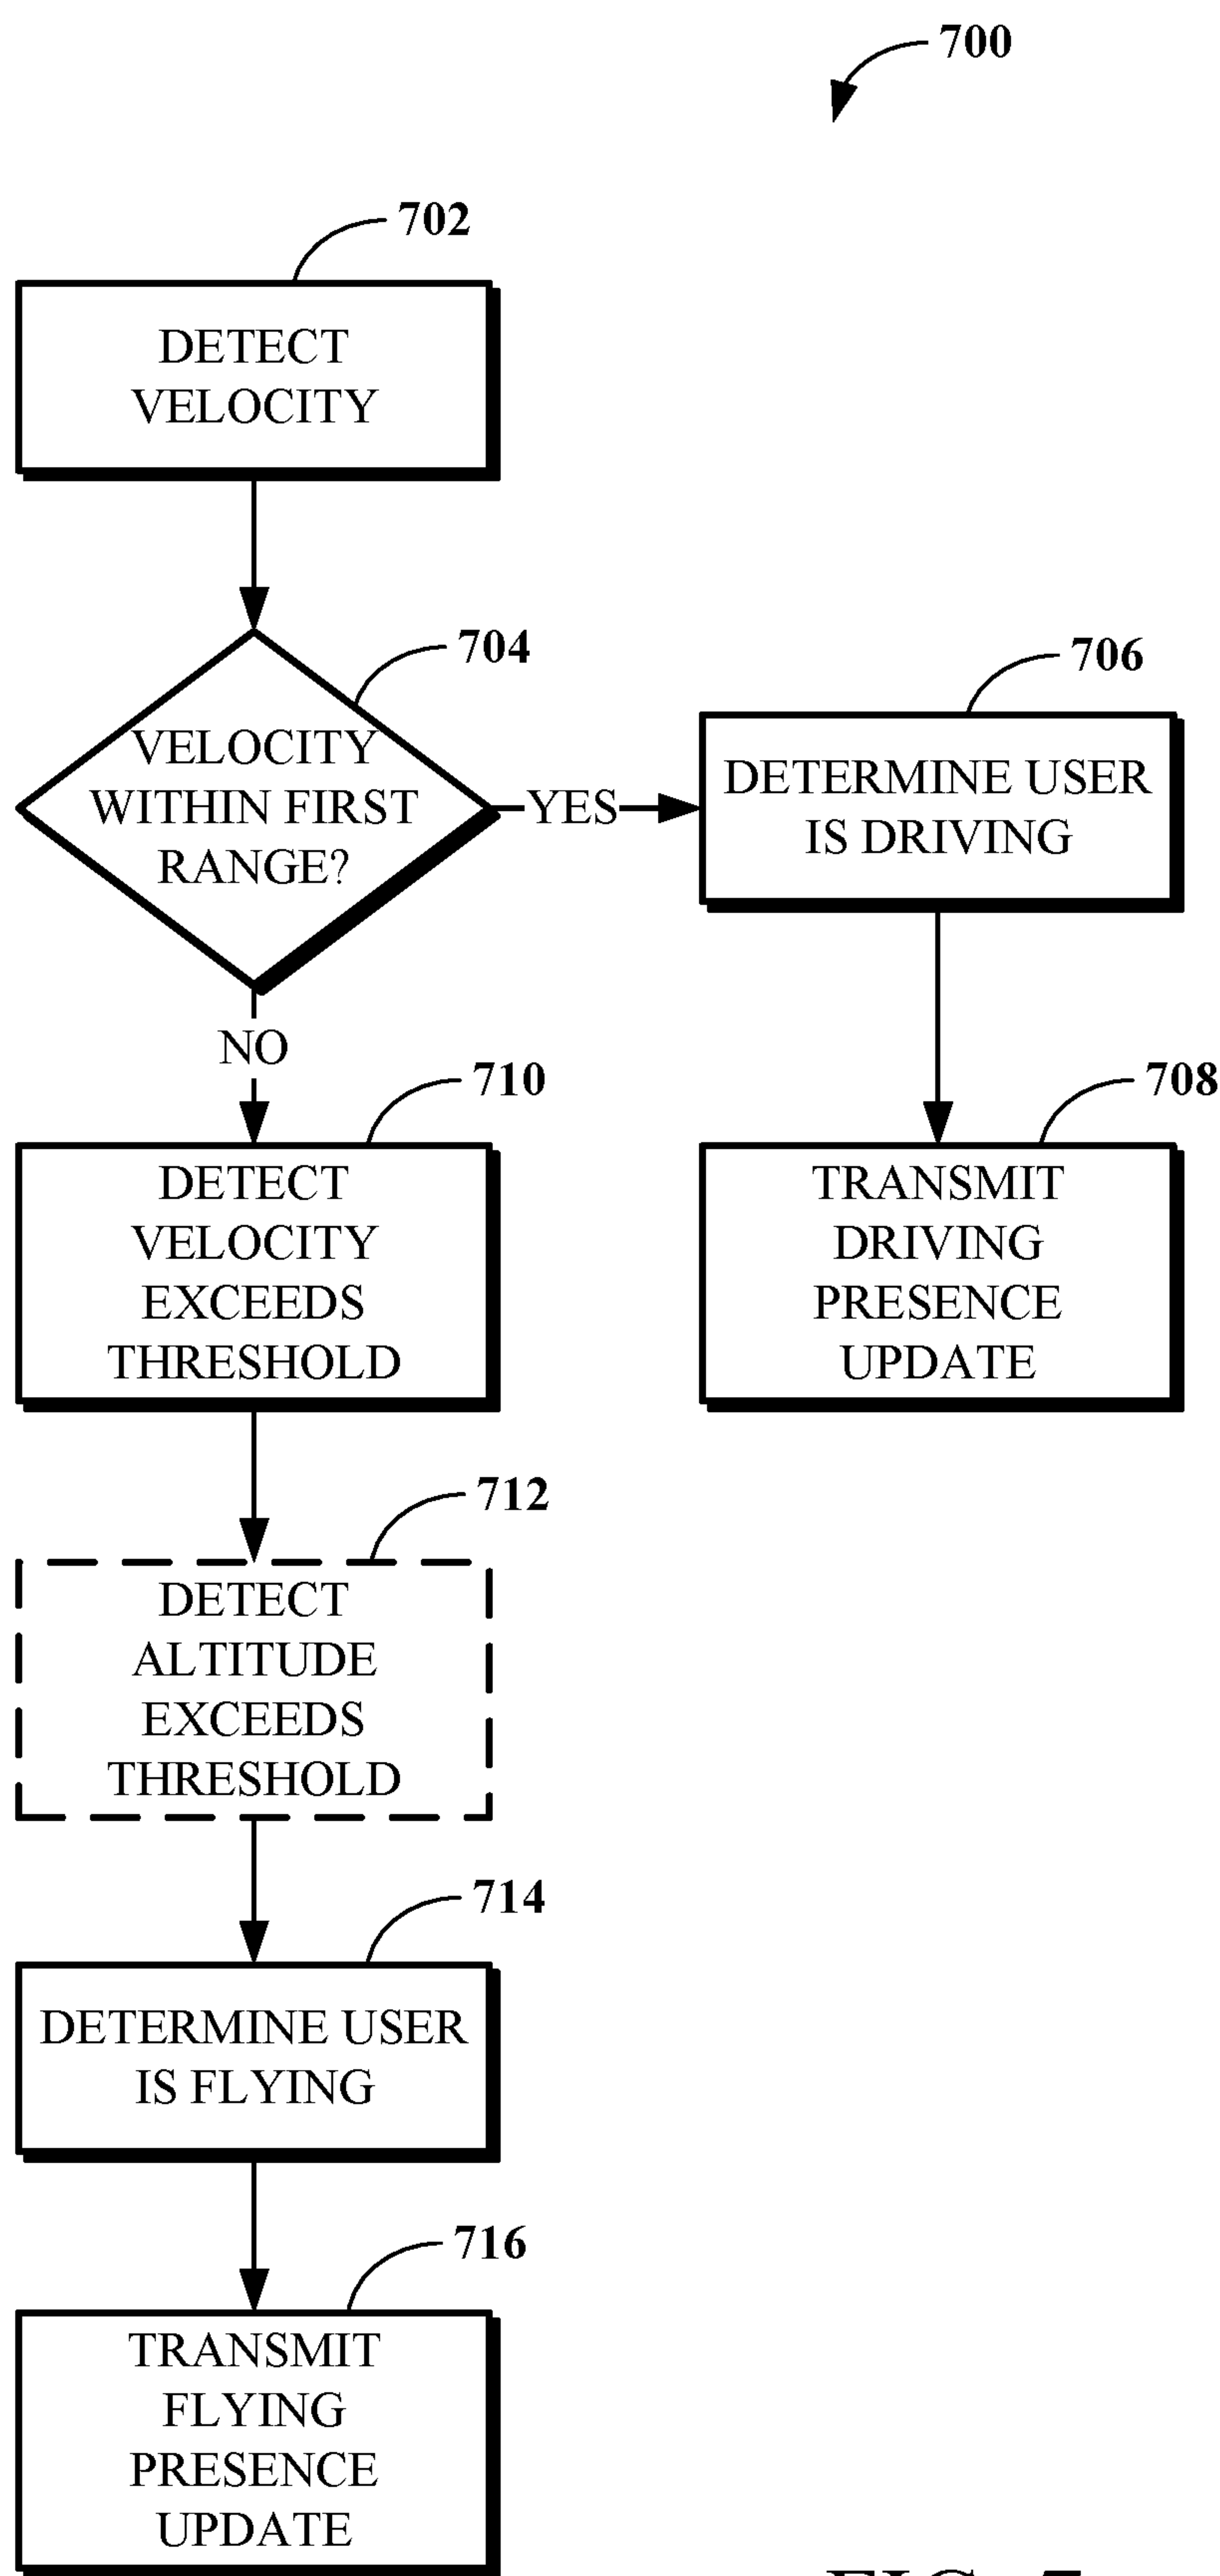 700
702
DETECT
VELOCITY
704
VELOCITY
WITHIN FIRST
RANGE?
YES
706
DETERMINE USER
IS DRIVING
NO
710
DETECT
VELOCITY
EXCEEDS
THRESHOLD
708
TRANSMIT
DRIVING
PRESENCE
UPDATE
712
DETECT
ALTITUDE
EXCEEDS
THRESHOLD
714
DETERMINE USER
IS FLYING
716
TRANSMIT
FLYING
PRESENCE
UPDATE